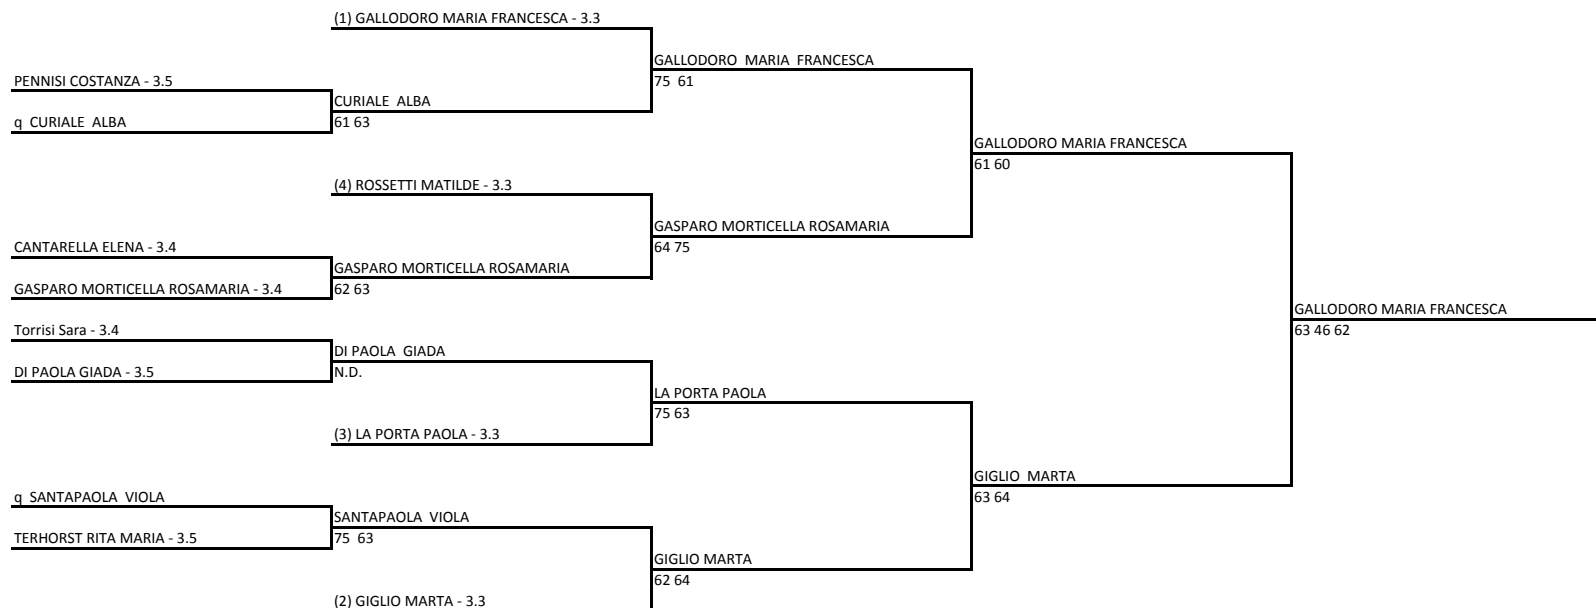 (1) GALLODORO MARIA FRANCESCA - 3.3
GALLODORO  MARIA  FRANCESCA
PENNISI COSTANZA - 3.5
75  61
CURIALE  ALBA
q  CURIALE  ALBA
61 63
GALLODORO MARIA FRANCESCA
61 60
(4) ROSSETTI MATILDE - 3.3
GASPARO MORTICELLA ROSAMARIA
CANTARELLA ELENA - 3.4
64 75
GASPARO MORTICELLA ROSAMARIA
GASPARO MORTICELLA ROSAMARIA - 3.4
62 63
GALLODORO MARIA FRANCESCA
Torrisi Sara - 3.4
63 46 62
DI PAOLA  GIADA
DI PAOLA GIADA - 3.5
N.D.
LA PORTA PAOLA
75 63
(3) LA PORTA PAOLA - 3.3
GIGLIO  MARTA
q  SANTAPAOLA  VIOLA
63 64
SANTAPAOLA  VIOLA
TERHORST RITA MARIA - 3.5
75  63
GIGLIO MARTA
62 64
(2) GIGLIO MARTA - 3.3